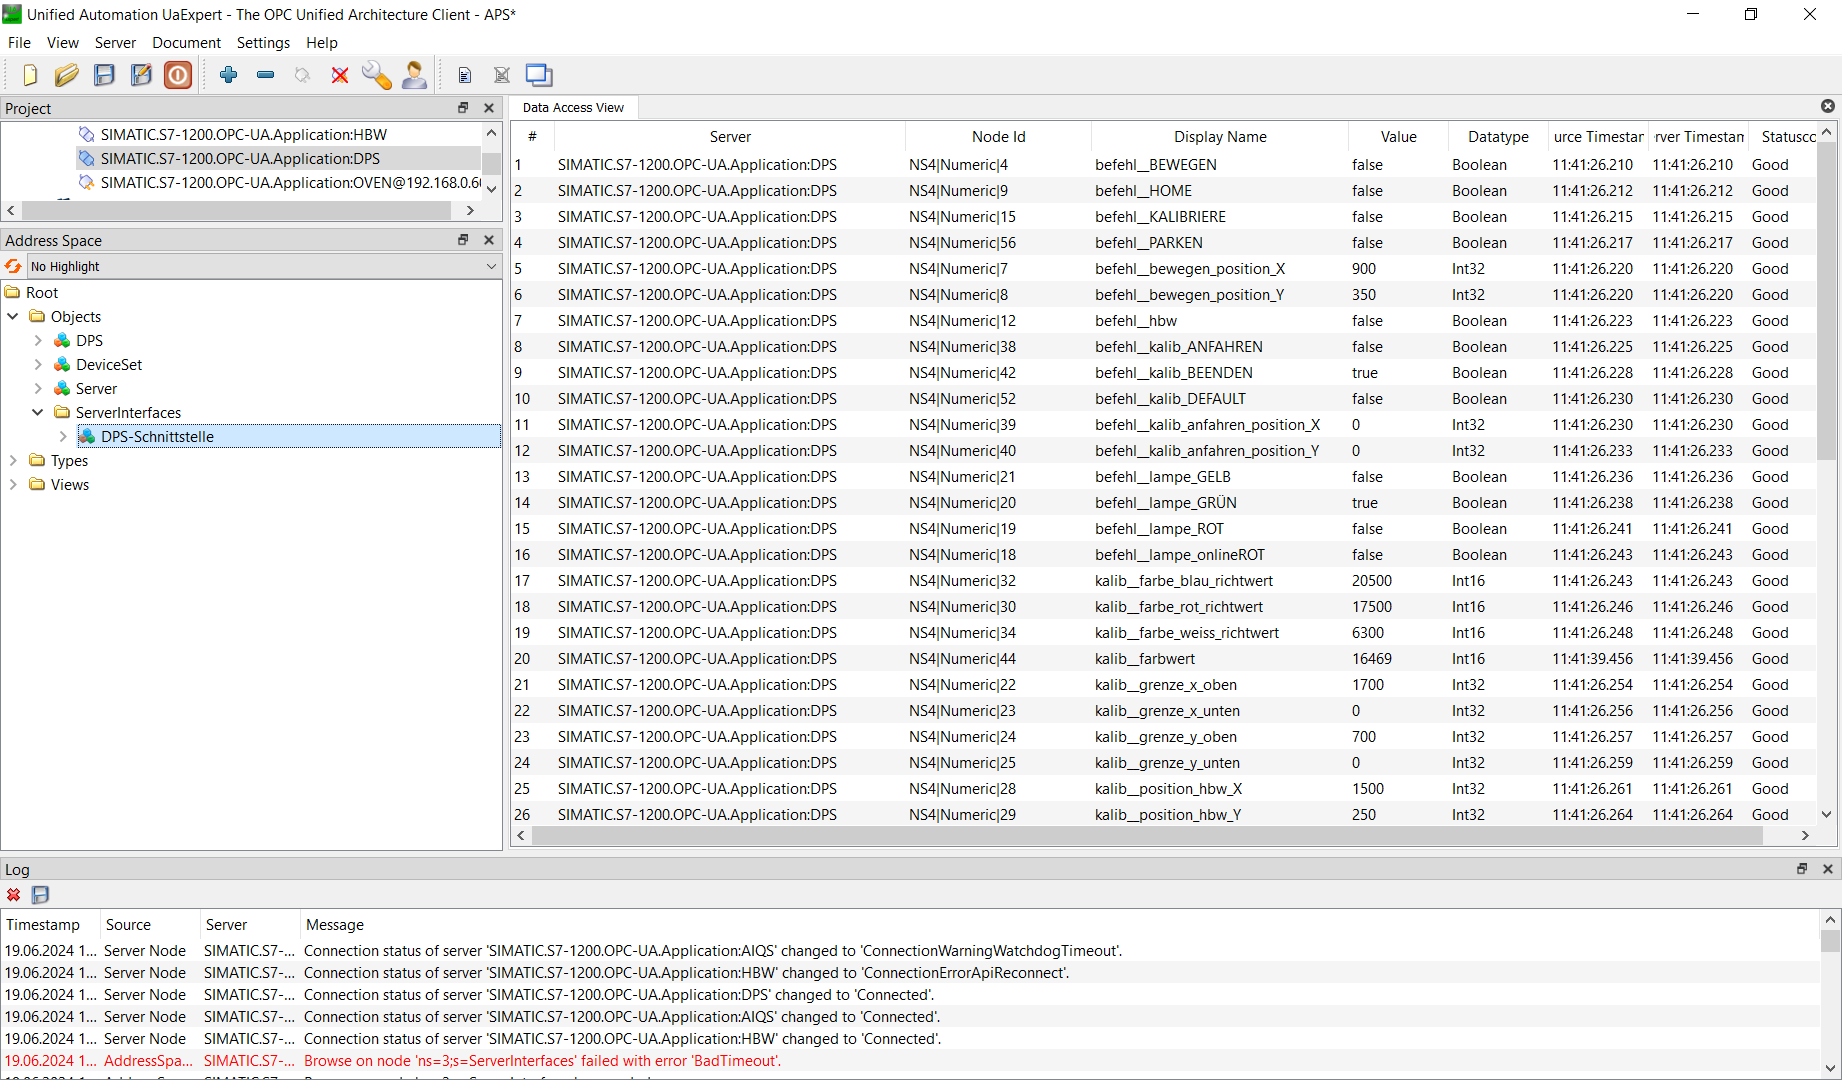 Unified Automation UaExpert - The OPC Unified Architecture Client - APS*
File View Server Document Settings Help
Project
SIMATIC.S7-1200.OPC-UA.Application:HBW
SIMATIC.S7-1200.OPC-UA.Application:DPS
SIMATIC.S7-1200.OPC-UA.Application:OVEN@192.168.0.6
Address Space
No Highlight
Root
Objects
DPS
DeviceSet
Server
ServerInterfaces
DPS-Schnittstelle
Types
Views
Data Access View
# Server Node Id Display Name Value Datatype urce Timestar rver Timestam Statusco
1 SIMATIC.S7-1200.OPC-UA.Application:DPS NS4|Numeric|4 befehl__BEWEGEN false Boolean 11:41:26.210 11:41:26.210 Good
2 SIMATIC.S7-1200.OPC-UA.Application:DPS NS4|Numeric|9 befehl__HOME false Boolean 11:41:26.212 11:41:26.212 Good
3 SIMATIC.S7-1200.OPC-UA.Application:DPS NS4|Numeric|15 befehl__KALIBRIERE false Boolean 11:41:26.215 11:41:26.215 Good
4 SIMATIC.S7-1200.OPC-UA.Application:DPS NS4|Numeric|56 befehl__PARKEN false Boolean 11:41:26.217 11:41:26.217 Good
5 SIMATIC.S7-1200.OPC-UA.Application:DPS NS4|Numeric|7 befehl__bewegen_position_X 900 Int32 11:41:26.220 11:41:26.220 Good
6 SIMATIC.S7-1200.OPC-UA.Application:DPS NS4|Numeric|8 befehl__bewegen_position_Y 350 Int32 11:41:26.220 11:41:26.220 Good
7 SIMATIC.S7-1200.OPC-UA.Application:DPS NS4|Numeric|12 befehl__hbw false Boolean 11:41:26.223 11:41:26.223 Good
8 SIMATIC.S7-1200.OPC-UA.Application:DPS NS4|Numeric|38 befehl__kalib_ANFAHREN false Boolean 11:41:26.225 11:41:26.225 Good
9 SIMATIC.S7-1200.OPC-UA.Application:DPS NS4|Numeric|42 befehl__kalib_BEENDEN true Boolean 11:41:26.228 11:41:26.228 Good
10 SIMATIC.S7-1200.OPC-UA.Application:DPS NS4|Numeric|52 befehl__kalib_DEFAULT false Boolean 11:41:26.230 11:41:26.230 Good
11 SIMATIC.S7-1200.OPC-UA.Application:DPS NS4|Numeric|39 befehl__kalib_anfahren_position_X 0 Int32 11:41:26.230 11:41:26.230 Good
12 SIMATIC.S7-1200.OPC-UA.Application:DPS NS4|Numeric|40 befehl__kalib_anfahren_position_Y 0 Int32 11:41:26.233 11:41:26.233 Good
13 SIMATIC.S7-1200.OPC-UA.Application:DPS NS4|Numeric|21 befehl__lampe_GELB false Boolean 11:41:26.236 11:41:26.236 Good
14 SIMATIC.S7-1200.OPC-UA.Application:DPS NS4|Numeric|20 befehl__lampe_GRÜN true Boolean 11:41:26.238 11:41:26.238 Good
15 SIMATIC.S7-1200.OPC-UA.Application:DPS NS4|Numeric|19 befehl__lampe_ROT false Boolean 11:41:26.241 11:41:26.241 Good
16 SIMATIC.S7-1200.OPC-UA.Application:DPS NS4|Numeric|18 befehl__lampe_onlineROT false Boolean 11:41:26.243 11:41:26.243 Good
17 SIMATIC.S7-1200.OPC-UA.Application:DPS NS4|Numeric|32 kalib__farbe_blau_richtwert 20500 Int16 11:41:26.243 11:41:26.243 Good
18 SIMATIC.S7-1200.OPC-UA.Application:DPS NS4|Numeric|30 kalib__farbe_rot_richtwert 17500 Int16 11:41:26.246 11:41:26.246 Good
19 SIMATIC.S7-1200.OPC-UA.Application:DPS NS4|Numeric|34 kalib__farbe_weiss_richtwert 6300 Int16 11:41:26.248 11:41:26.248 Good
20 SIMATIC.S7-1200.OPC-UA.Application:DPS NS4|Numeric|44 kalib__farbwert 16469 Int16 11:41:39.456 11:41:39.456 Good
21 SIMATIC.S7-1200.OPC-UA.Application:DPS NS4|Numeric|22 kalib__grenze_x_oben 1700 Int32 11:41:26.254 11:41:26.254 Good
22 SIMATIC.S7-1200.OPC-UA.Application:DPS NS4|Numeric|23 kalib__grenze_x_unten 0 Int32 11:41:26.256 11:41:26.256 Good
23 SIMATIC.S7-1200.OPC-UA.Application:DPS NS4|Numeric|24 kalib__grenze_y_oben 700 Int32 11:41:26.257 11:41:26.257 Good
24 SIMATIC.S7-1200.OPC-UA.Application:DPS NS4|Numeric|25 kalib__grenze_y_unten 0 Int32 11:41:26.259 11:41:26.259 Good
25 SIMATIC.S7-1200.OPC-UA.Application:DPS NS4|Numeric|28 kalib__position_hbw_X 1500 Int32 11:41:26.261 11:41:26.261 Good
26 SIMATIC.S7-1200.OPC-UA.Application:DPS NS4|Numeric|29 kalib__position_hbw_Y 250 Int32 11:41:26.264 11:41:26.264 Good
Log
Timestamp Source Server Message
19.06.2024 1... Server Node SIMATIC.S7-... Connection status of server 'SIMATIC.S7-1200.OPC-UA.Application:AIQS' changed to 'ConnectionWarningWatchdogTimeout'.
19.06.2024 1... Server Node SIMATIC.S7-... Connection status of server 'SIMATIC.S7-1200.OPC-UA.Application:HBW' changed to 'ConnectionErrorApiReconnect'.
19.06.2024 1... Server Node SIMATIC.S7-... Connection status of server 'SIMATIC.S7-1200.OPC-UA.Application:DPS' changed to 'Connected'.
19.06.2024 1... Server Node SIMATIC.S7-... Connection status of server 'SIMATIC.S7-1200.OPC-UA.Application:AIQS' changed to 'Connected'.
19.06.2024 1... Server Node SIMATIC.S7-... Connection status of server 'SIMATIC.S7-1200.OPC-UA.Application:HBW' changed to 'Connected'.
19.06.2024 1... AddressSpa... SIMATIC.S7-... Browse on node 'ns=3;s=ServerInterfaces' failed with error 'BadTimeout'.